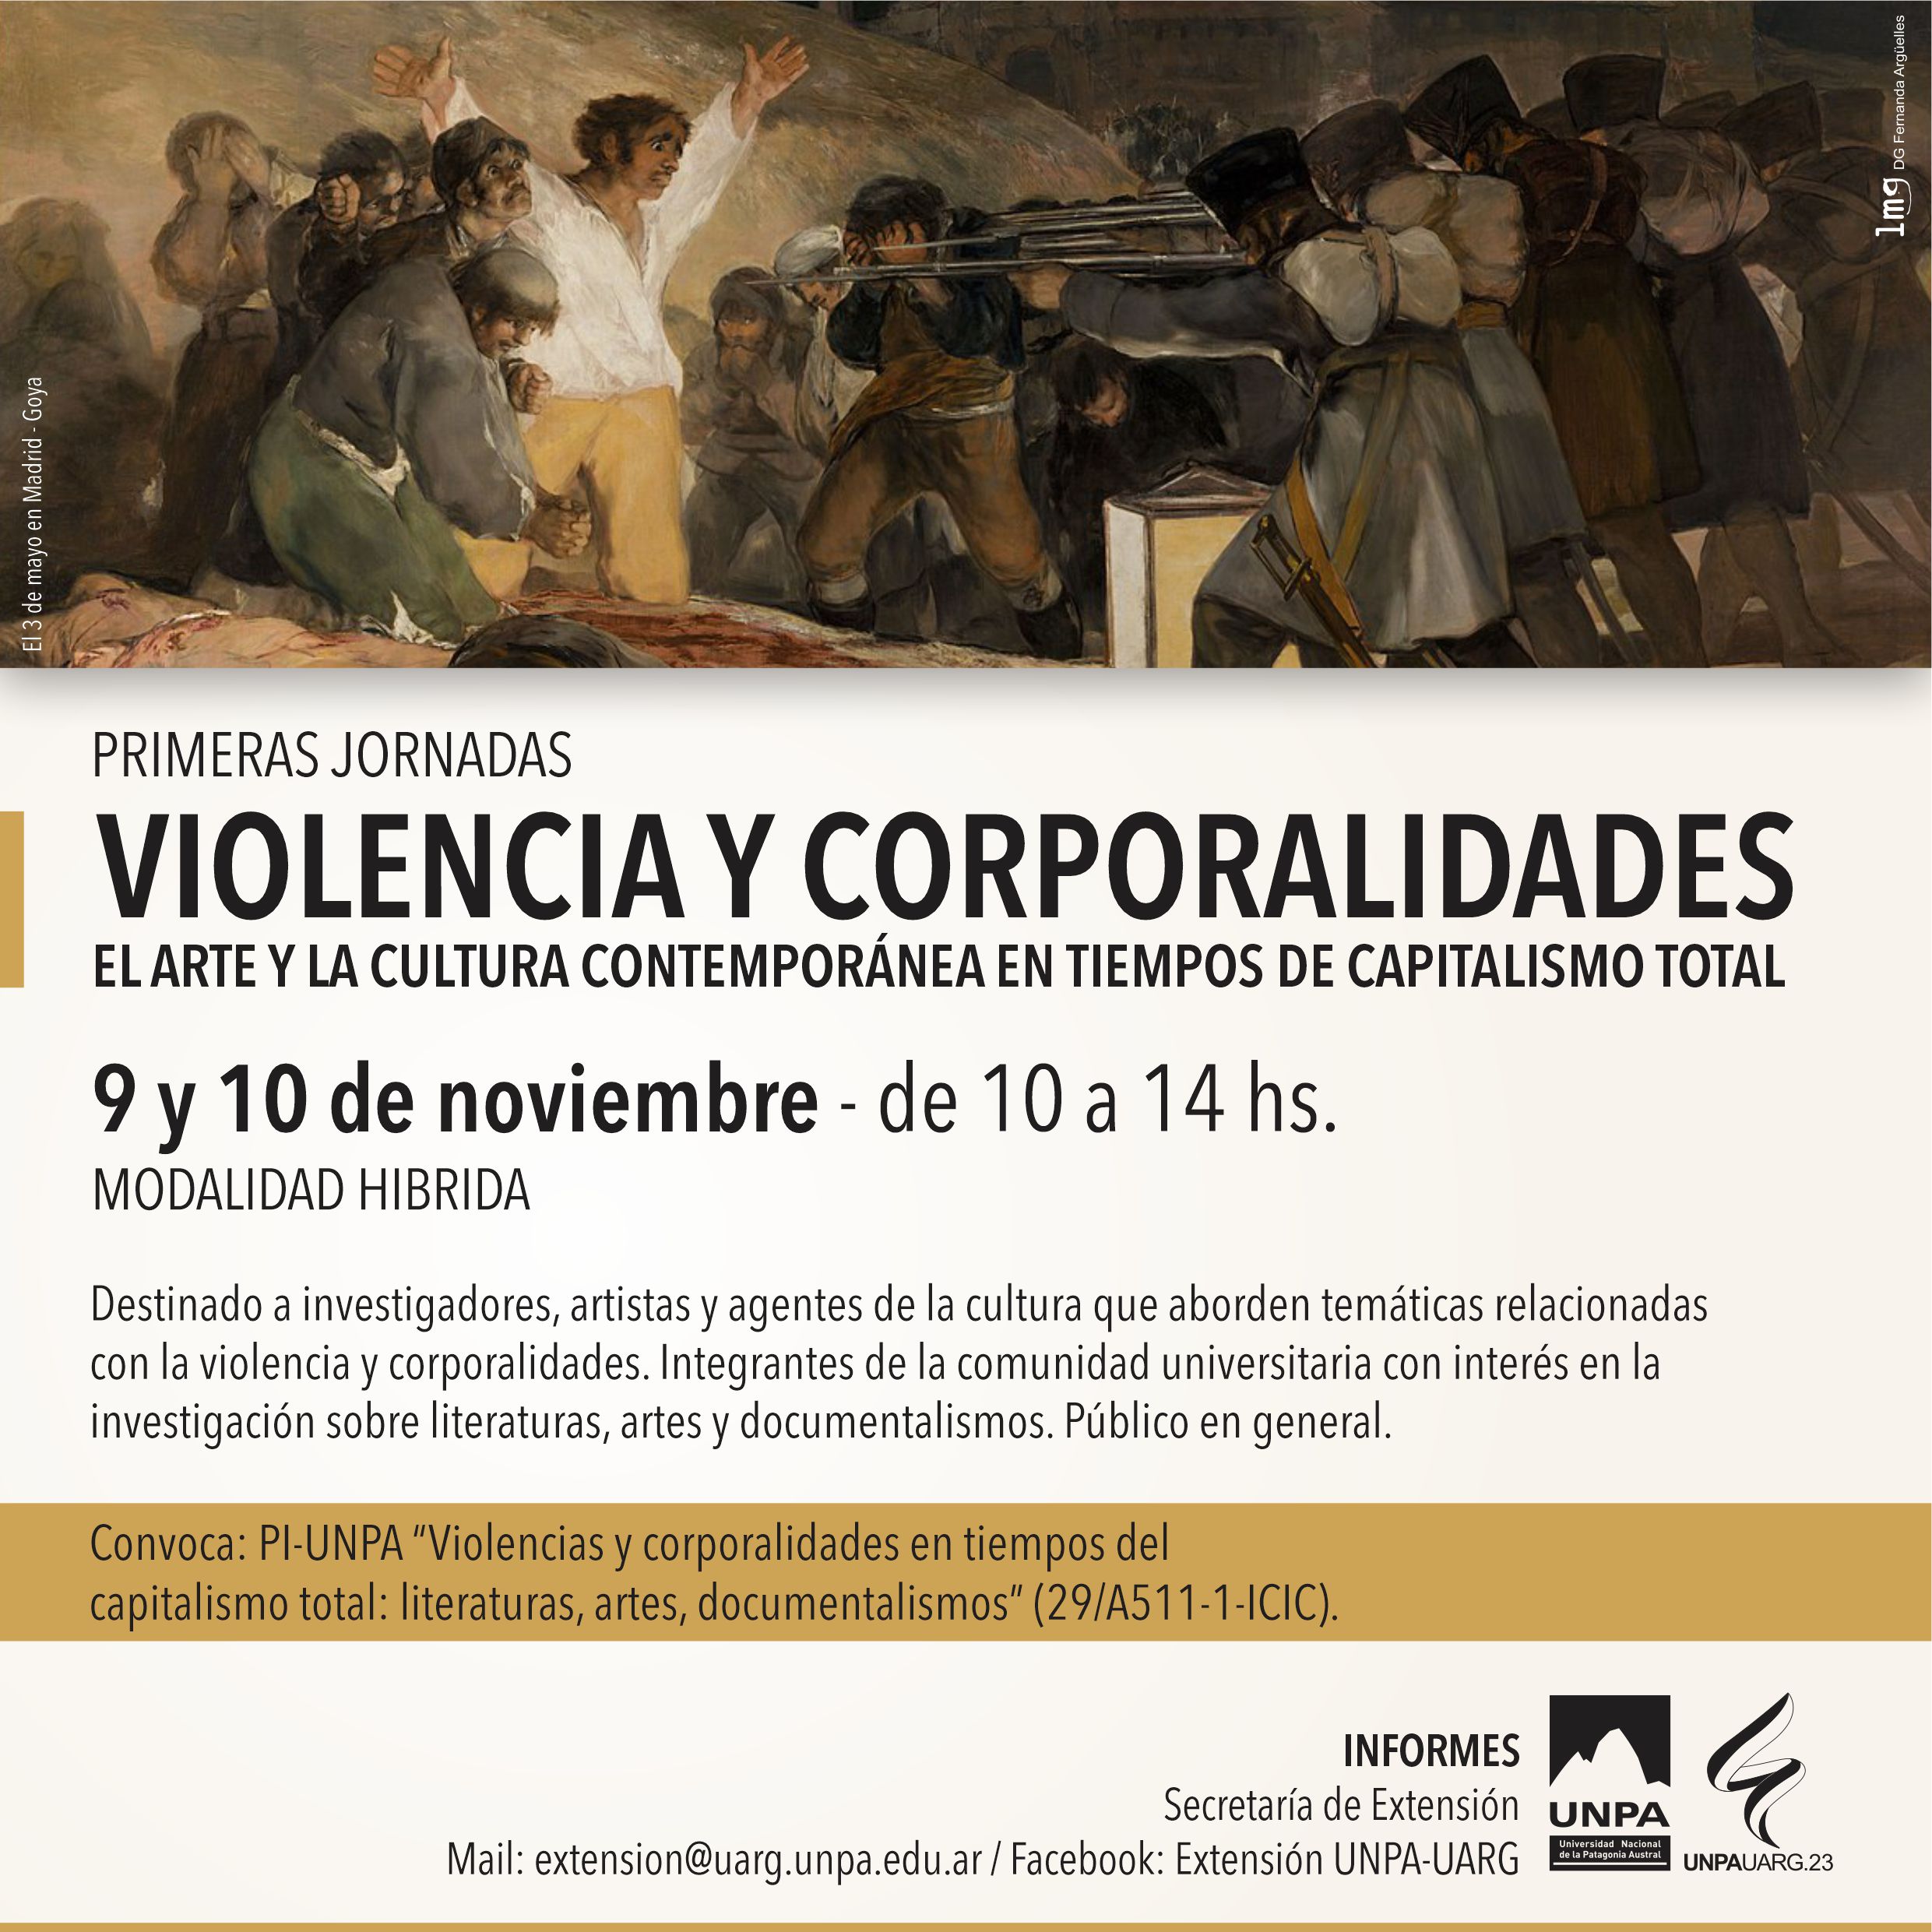 El 3 de mayo en Madrid - Goya
lmg DG Fernanda Argüelles
PRIMERAS JORNADAS
VIOLENCIA Y CORPORALIDADES
EL ARTE Y LA CULTURA CONTEMPORÁNEA EN TIEMPOS DE CAPITALISMO TOTAL
9 y 10 de noviembre - de 10 a 14 hs.
MODALIDAD HIBRIDA
Destinado a investigadores, artistas y agentes de la cultura que aborden temáticas relacionadas
con la violencia y corporalidades. Integrantes de la comunidad universitaria con interés en la
investigación sobre literaturas, artes y documentalismos. Público en general.
Convoca: PI-UNPA “Violencias y corporalidades en tiempos del
capitalismo total: literaturas, artes, documentalismos” (29/A511-1-ICIC).
INFORMES
Secretaría de Extensión
Mail: extension@uarg.unpa.edu.ar / Facebook: Extensión UNPA-UARG
UNPA
Universidad Nacional
de la Patagonia Austral
UNPAUARG.23